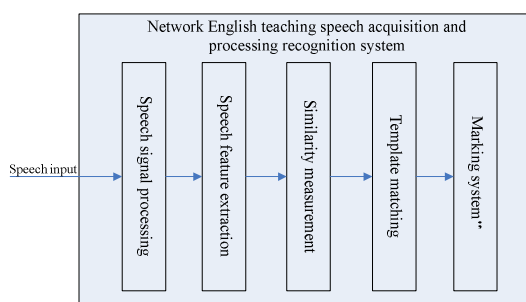 Network English teaching speech acquisition and
processing recognition system
Speech input
Speech signal processing
Speech feature extraction
Similarity measurement
Template matching
Marking system**